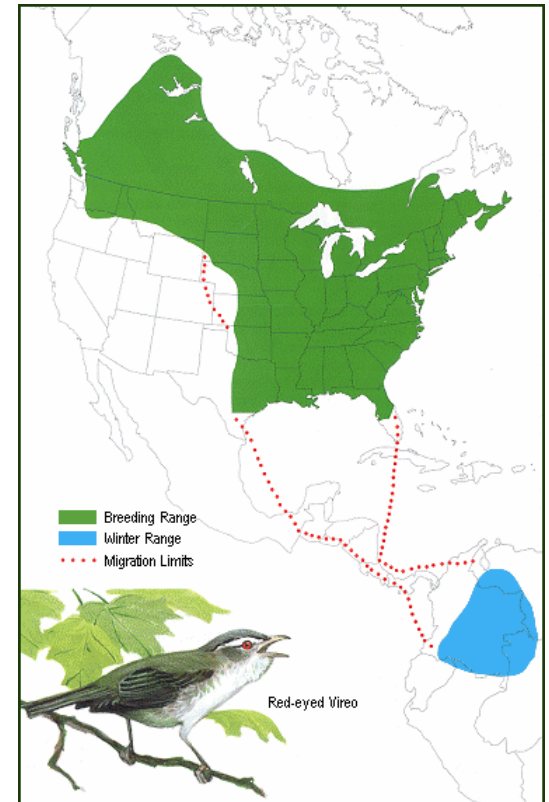 Breeding Range
Winter Range
Migration Limits
Red-eyed Vireo